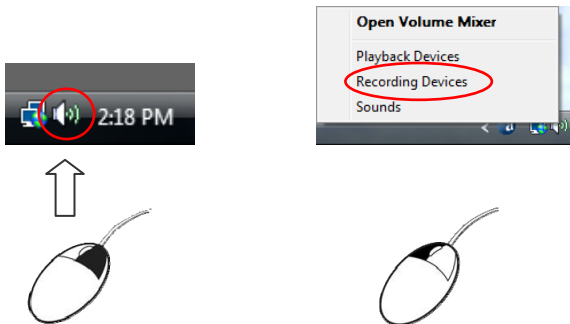 2:18 PM
Open Volume Mixer
Playback Devices
Recording Devices
Sounds